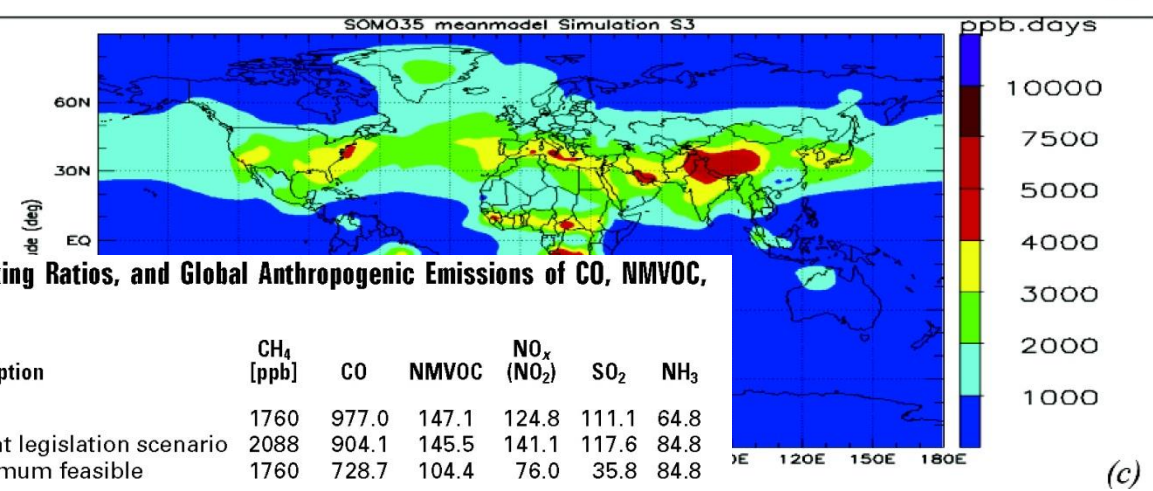 SOMO35 meanmodel Simulation S3
ppb.days
60N
30N
EQ
de (deg)
10000
7500
5000
4000
3000
2000
1000
king Ratios, and Global Anthropogenic Emissions of CO, NMVOC,
ption CH₄ [ppb] CO NMVOC NOₓ (NO₂) SO₂ NH₃
1760 977.0 147.1 124.8 111.1 64.8
t legislation scenario 2088 904.1 145.5 141.1 117.6 84.8
mum feasible 1760 728.7 104.4 76.0 35.8 84.8
0E 120E 150E 180E
(c)